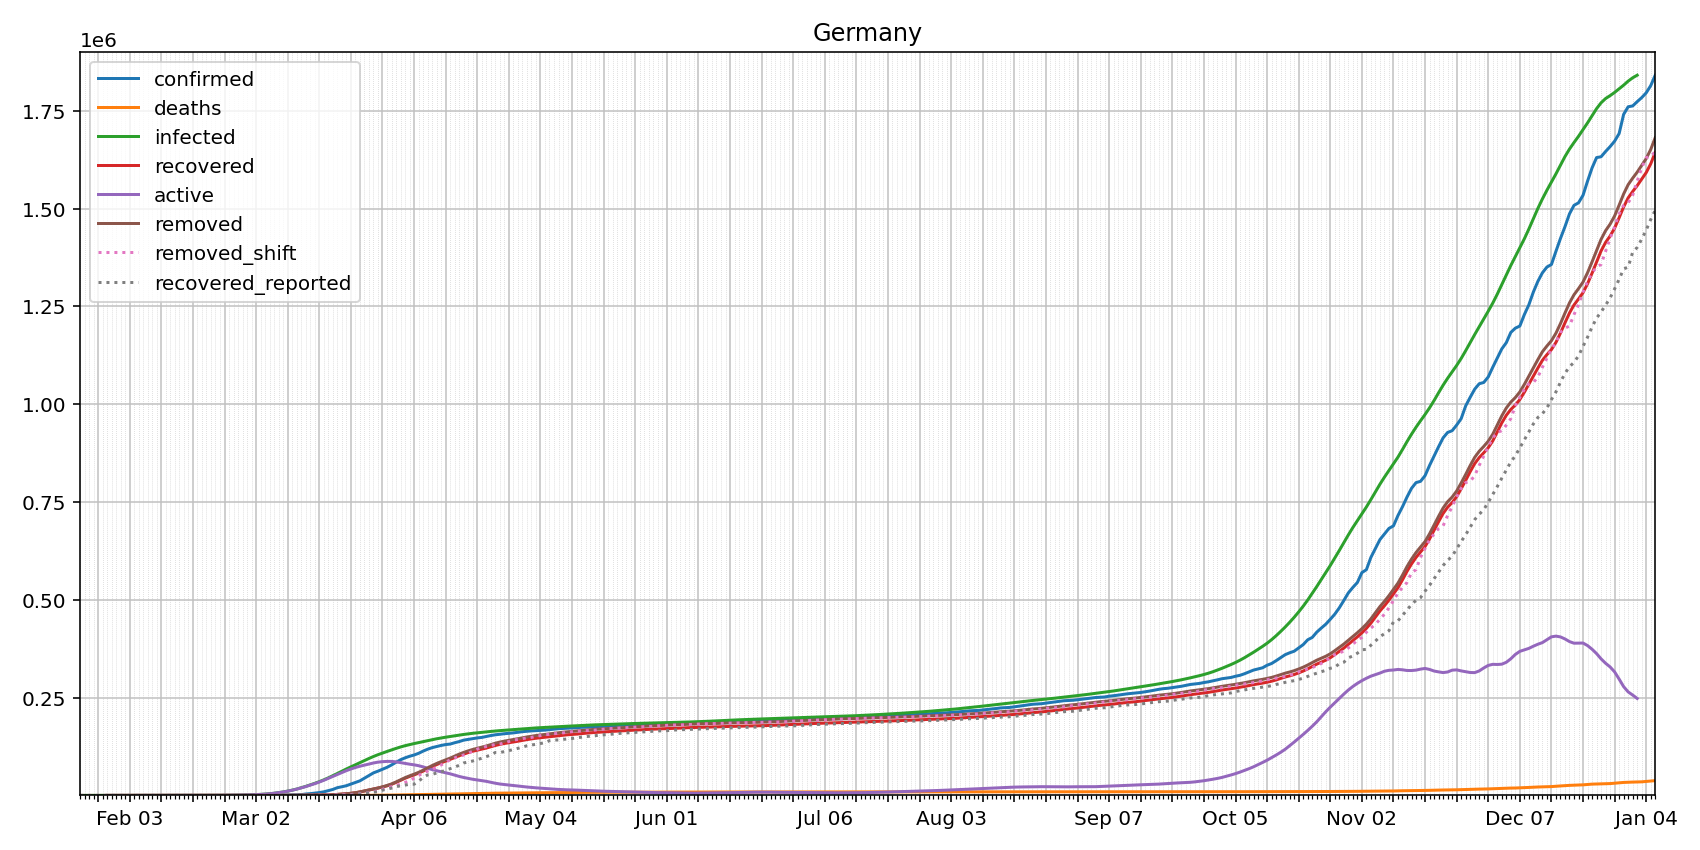 Germany
1e6
confirmed
deaths
infected
recovered
active
removed
removed_shift
recovered_reported
1.75
1.50
1.25
1.00
0.75
0.50
0.25
Feb 03 Mar 02 Apr 06 May 04 Jun 01 Jul 06 Aug 03 Sep 07 Oct 05 Nov 02 Dec 07 Jan 04